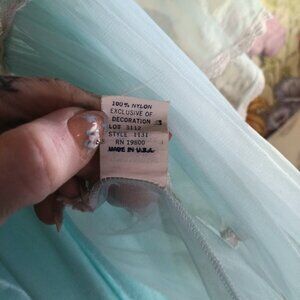 100% NYLON
EXCLUSIVE OF
DECORATION
LOT 3112
STYLE 1131
RN 19800
MADE IN U.S.A.